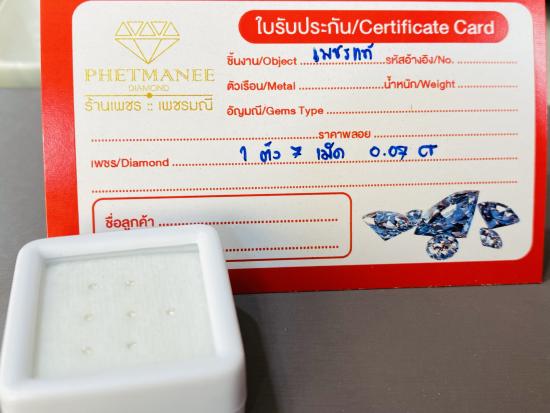 ใบรับประกัน/Certificate Card
PHETMANEE
DIAMOND
ร้านเพชร :: เพชรมณี
ชิ้นงาน/Object เพชรแท้ รหัสอ้างอิง/No.
ตัวเรือน/Metal น้ำหนัก/Weight
อัญมณี/Gems Type
ราคาพลอย
เพชร/Diamond 1 ตัว 7 เม็ด 0.07 CT
ชื่อลูกค้า